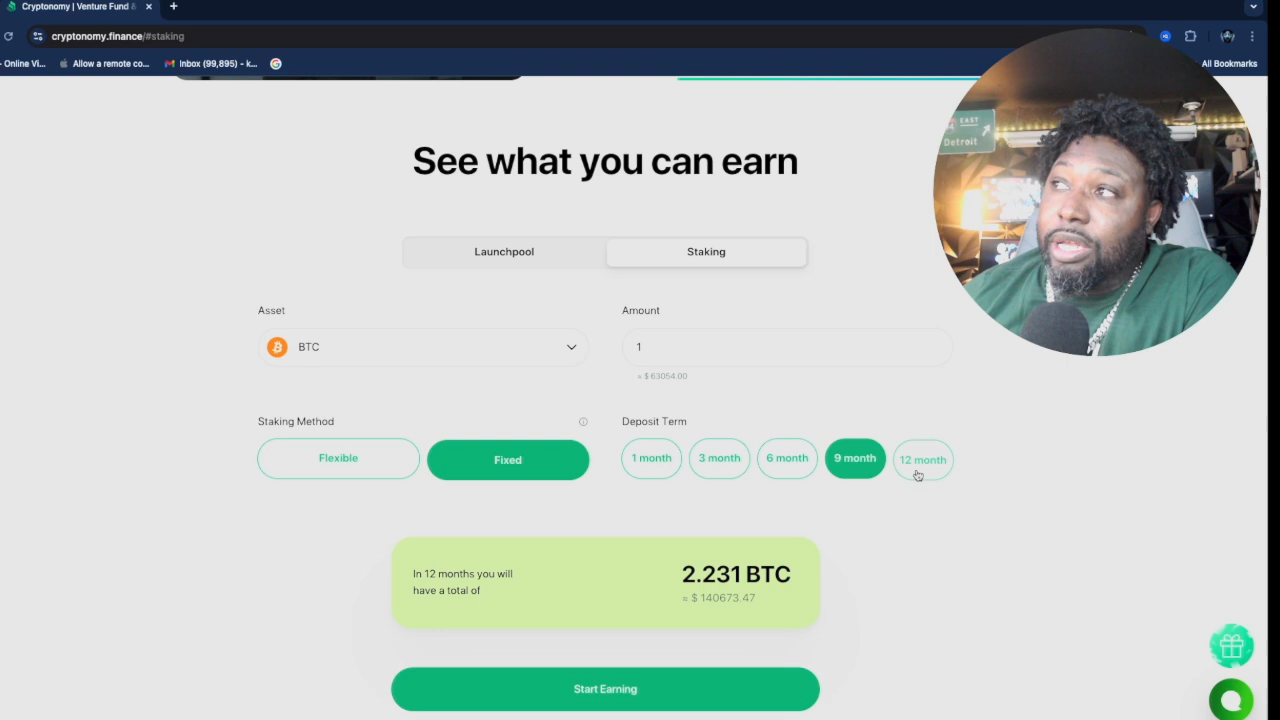 Cryptonomy | Venture Fund &
cryptonomy.finance/#staking
- Online Vi...
Allow a remote co...
Inbox (99,895) - k...
All Bookmarks
EAST
Detroit
See what you can earn
Launchpool
Staking
Asset
Amount
BTC
1
≈ $ 63054.00
Staking Method
Deposit Term
Flexible
Fixed
1 month
3 month
6 month
9 month
12 month
In 12 months you will
have a total of
2.231 BTC
≈ $ 140673.47
Start Earning